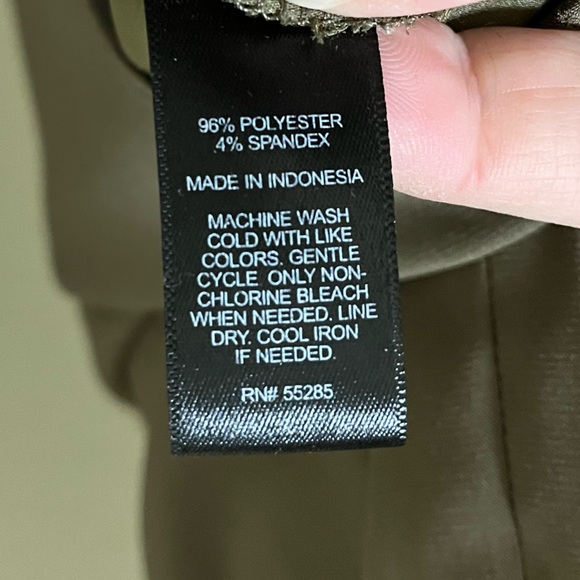 96% POLYESTER
4% SPANDEX
MADE IN INDONESIA
MACHINE WASH
COLD WITH LIKE
COLORS. GENTLE
CYCLE. ONLY NON-
CHLORINE BLEACH
WHEN NEEDED. LINE
DRY. COOL IRON
IF NEEDED.
RN# 55285